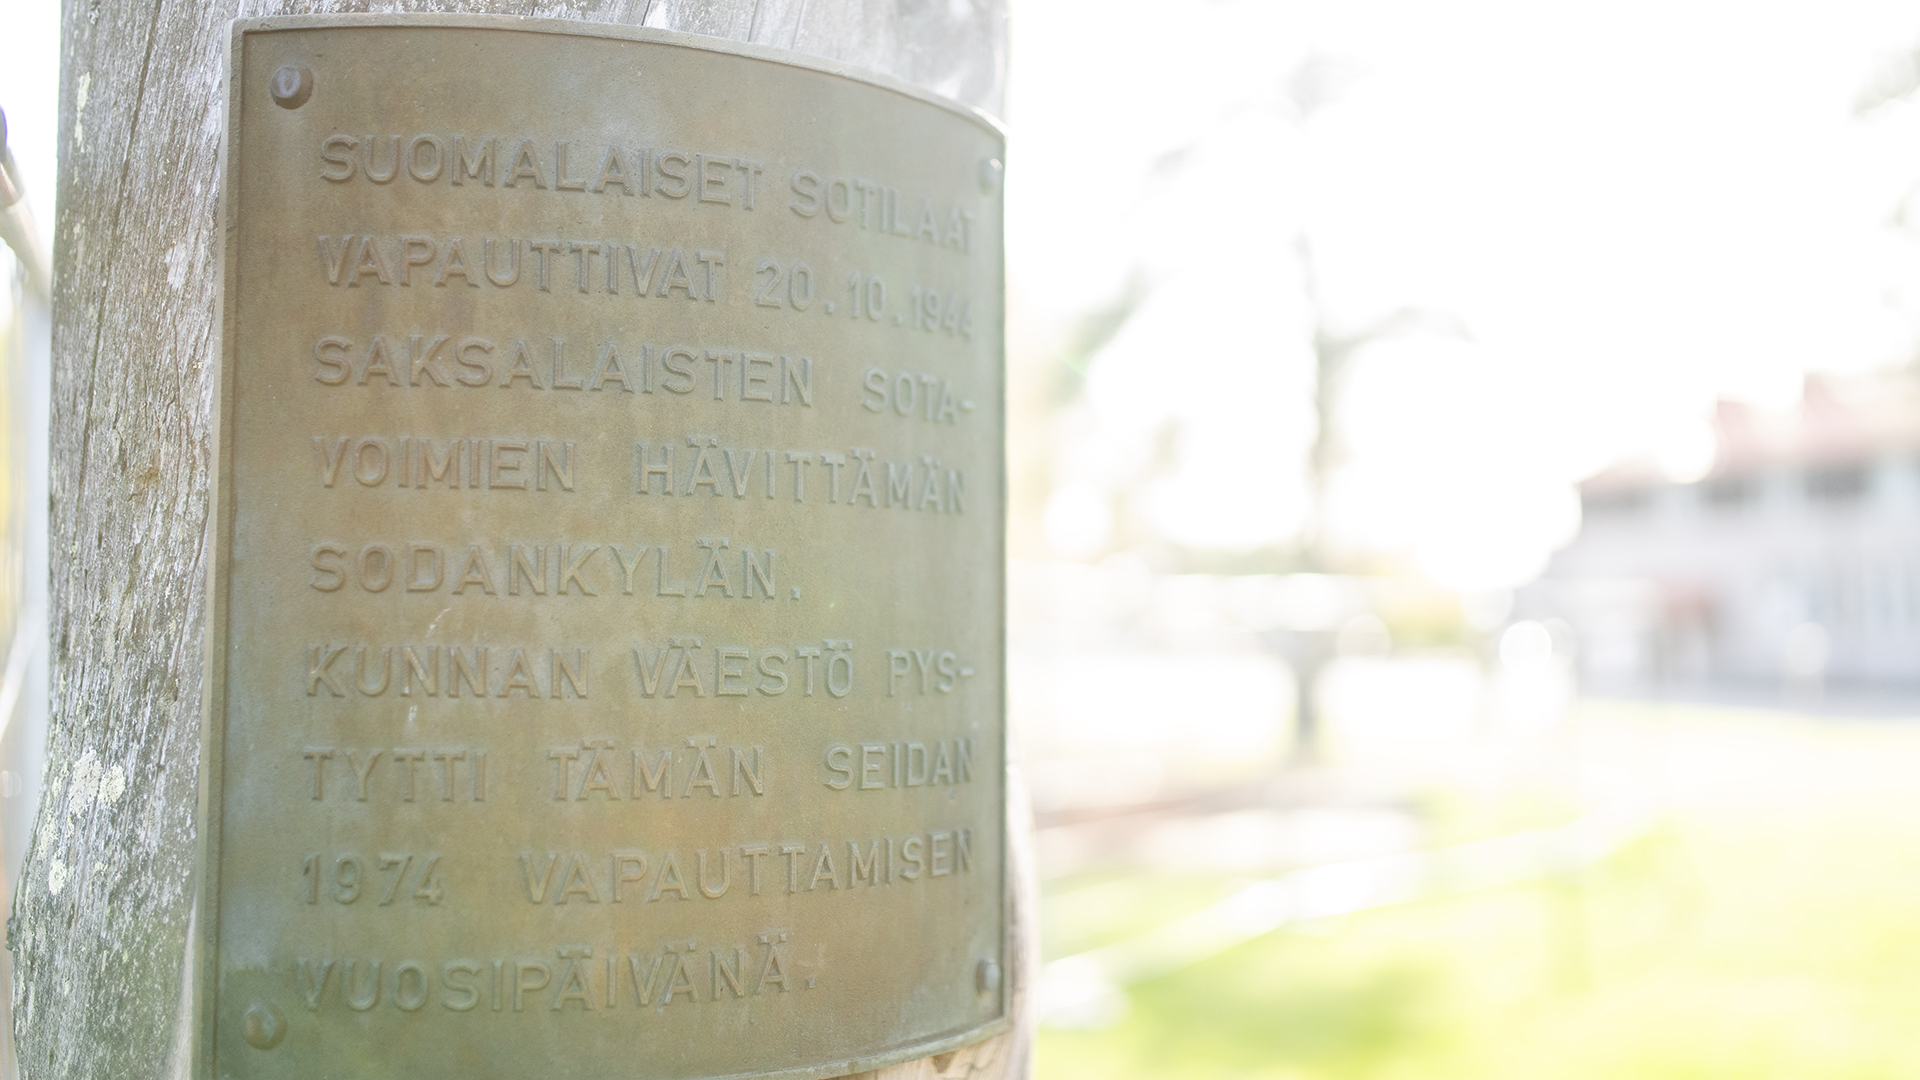 SUOMALAISET SOTILAAT
VAPAUTTIVAT 20.10.1944
SAKSALAISTEN SOTA-
VOIMIEN HÄVITTÄMÄN
SODANKYLÄN.
KUNNAN VÄESTÖ PYS-
TYTTI TÄMÄN SEIDAN
1974 VAPAUTTAMISEN
VUOSIPÄIVÄNÄ.